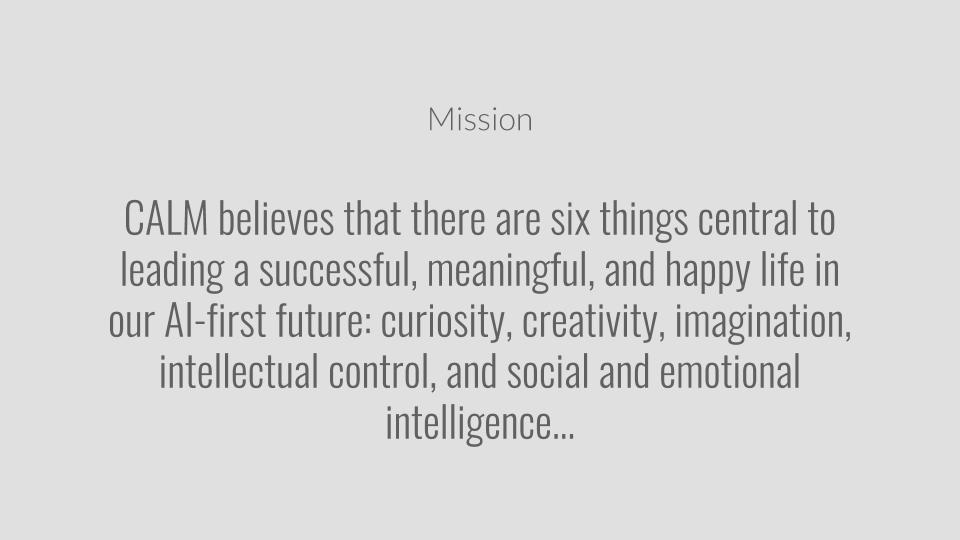 Mission
CALM believes that there are six things central to
leading a successful, meaningful, and happy life in
our AI-first future: curiosity, creativity, imagination,
intellectual control, and social and emotional
intelligence...